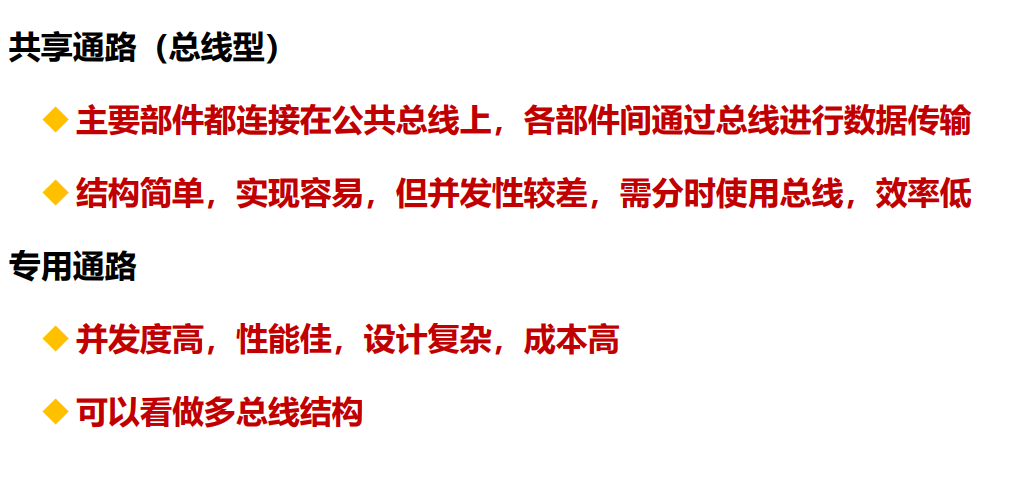 共享通路（总线型）
◆ 主要部件都连接在公共总线上，各部件间通过总线进行数据传输
◆ 结构简单，实现容易，但并发性较差，需分时使用总线，效率低
专用通路
◆ 并发度高，性能佳，设计复杂，成本高
◆ 可以看做多总线结构